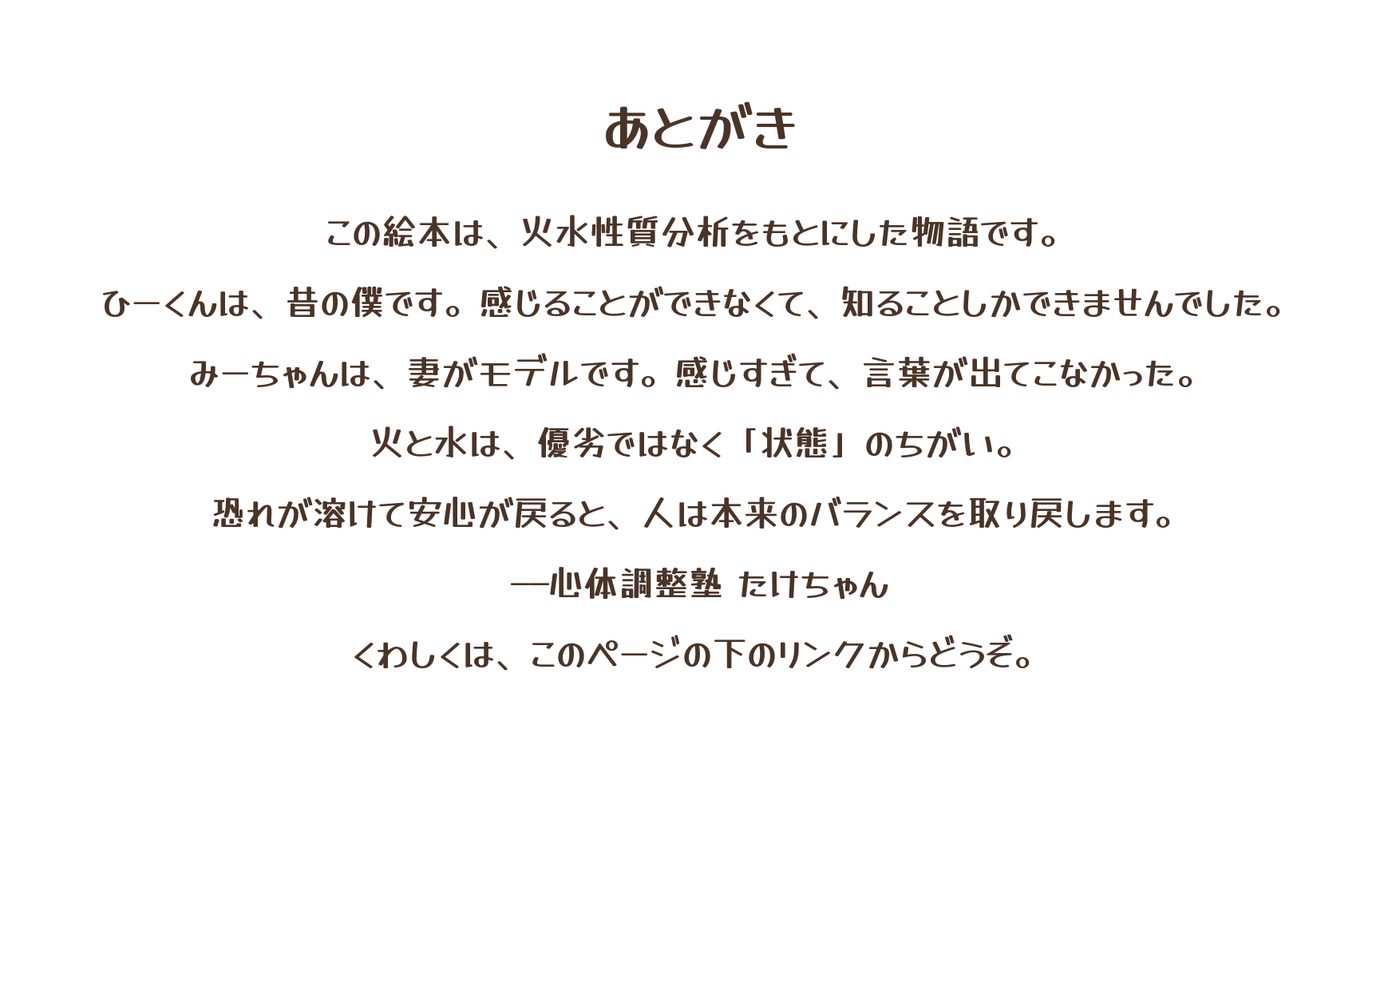 あとがき
この絵本は、火水性質分析をもとにした物語です。
ひーくんは、昔の僕です。感じることができなくて、知ることしかできませんでした。
みーちゃんは、妻がモデルです。感じすぎて、言葉が出てこなかった。
火と水は、優劣ではなく「状態」のちがい。
恐れが溶けて安心が戻ると、人は本来のバランスを取り戻します。
──心体調整塾 たけちゃん
くわしくは、このページの下のリンクからどうぞ。